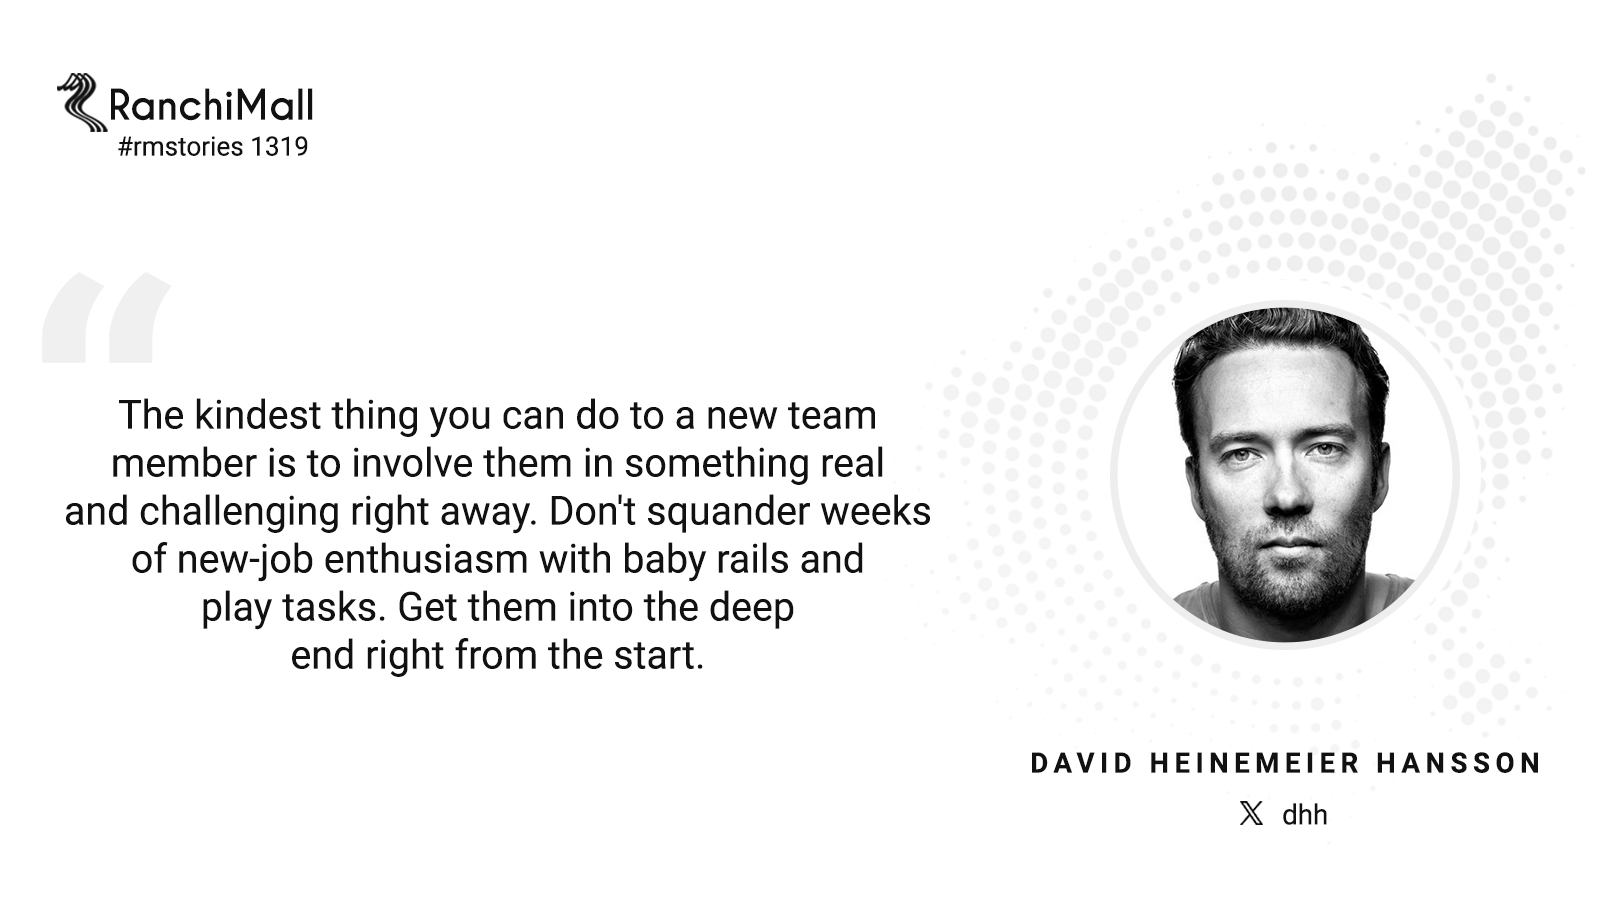 RanchiMall
#rmstories 1319
“
The kindest thing you can do to a new team
member is to involve them in something real
and challenging right away. Don't squander weeks
of new-job enthusiasm with baby rails and
play tasks. Get them into the deep
end right from the start.
DAVID HEINEMEIER HANSSON
𝕏 dhh